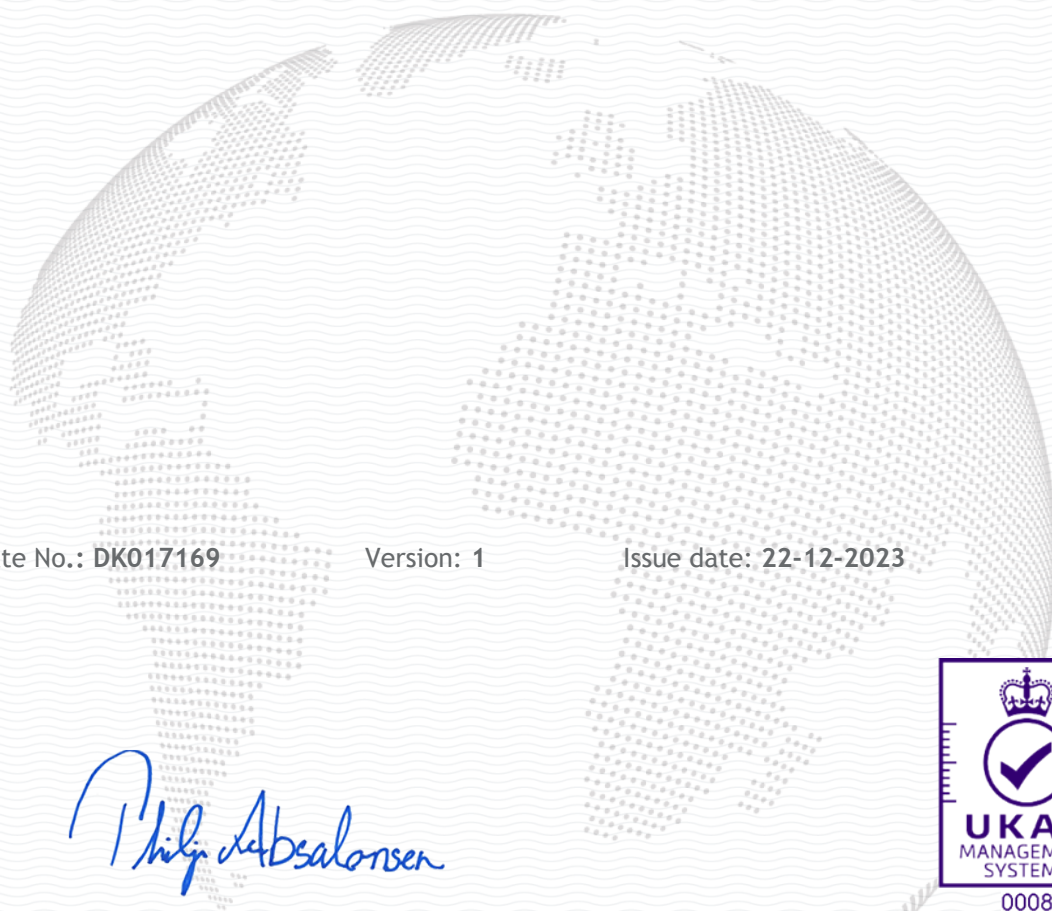 te No.: DK017169 Version: 1 Issue date: 22-12-2023
Philip Absalonsen
UKA
MANAGEM
SYSTEM
0008